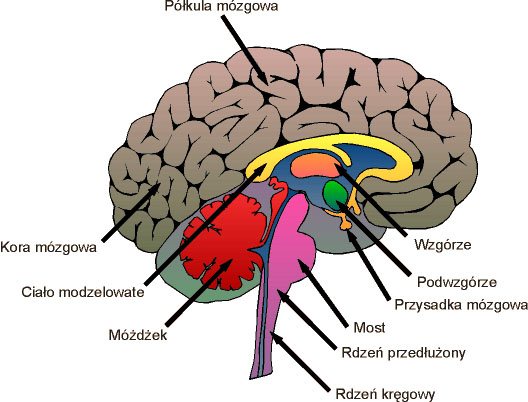 Półkula mózgowa
Kora mózgowa
Wzgórze
Podwzgórze
Ciało modzelowate
Przysadka mózgowa
Móżdżek
Most
Rdzeń przedłużony
Rdzeń kręgowy